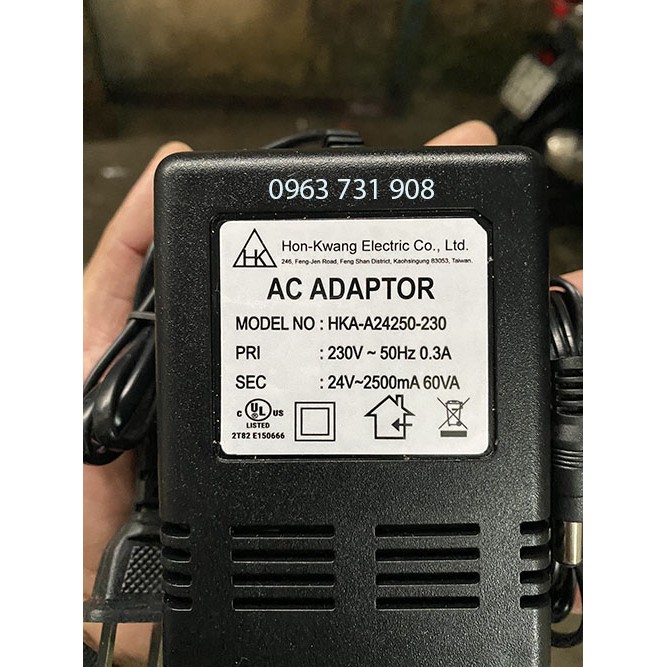 0963 731 908
HK
Hon-Kwang Electric Co., Ltd.
246, Feng-Jen Road, Feng Shan District, Kaohsingung 83053, Taiwan.
AC ADAPTOR
MODEL NO : HKA-A24250-230
PRI : 230V ~ 50Hz 0.3A
SEC : 24V~2500mA 60VA
C UL US
LISTED
2T82 E150666